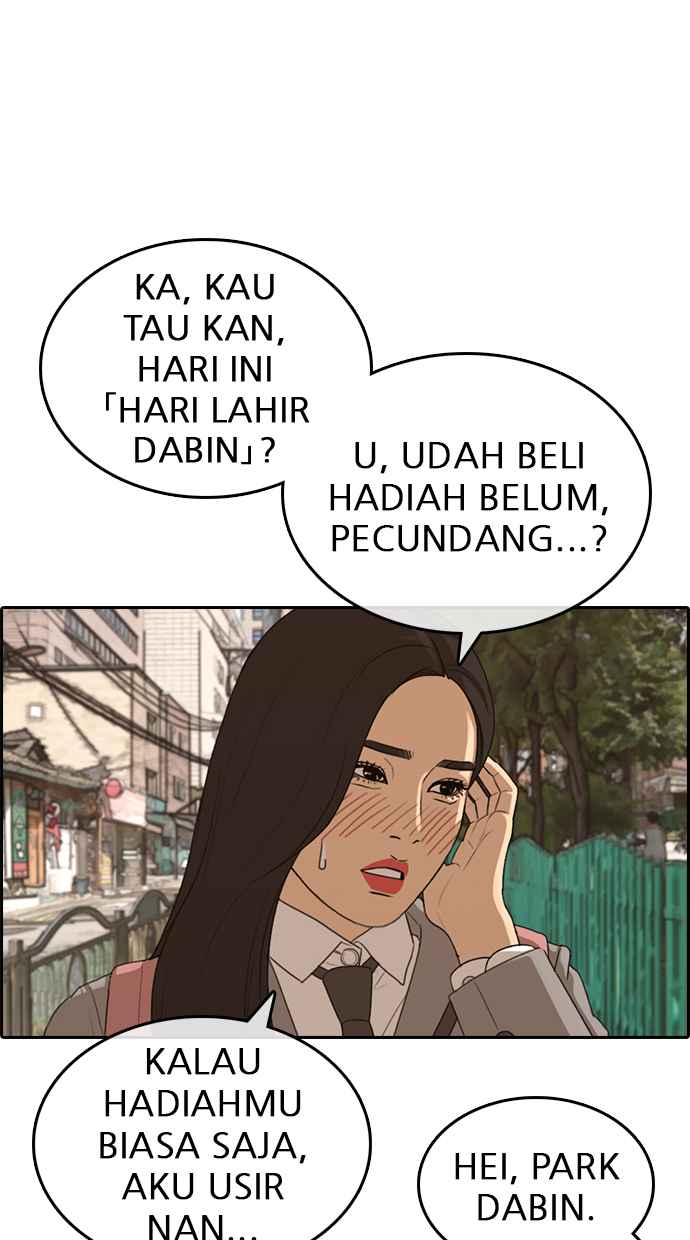 KA, KAU
TAU KAN,
HARI INI
「HARI LAHIR
DABIN」?
U, UDAH BELI
HADIAH BELUM,
PECUNDANG...?
KALAU
HADIAHMU
BIASA SAJA,
AKU USIR
NAN...
HEI, PARK
DABIN.